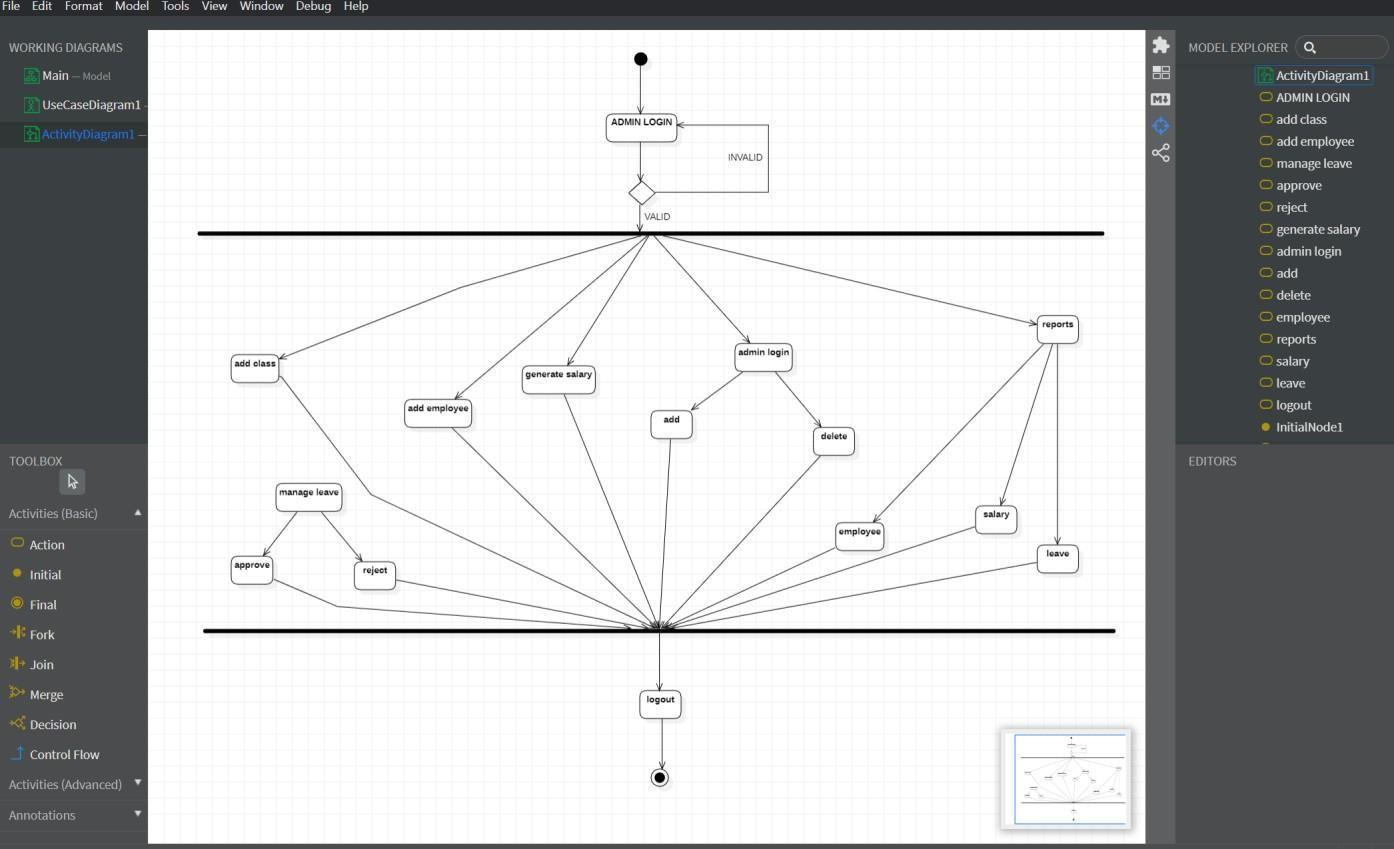 File Edit Format Model Tools View Window Debug Help
WORKING DIAGRAMS
Main — Model
UseCaseDiagram1 -
ActivityDiagram1 —
TOOLBOX
Activities (Basic)
Action
Initial
Final
Fork
Join
Merge
Decision
Control Flow
Activities (Advanced)
Annotations
ADMIN LOGIN
INVALID
VALID
reports
admin login
add class
generate salary
add employee
add
delete
manage leave
salary
employee
leave
approve
reject
logout
MODEL EXPLORER
ActivityDiagram1
ADMIN LOGIN
add class
add employee
manage leave
approve
reject
generate salary
admin login
add
delete
employee
reports
salary
leave
logout
InitialNode1
EDITORS